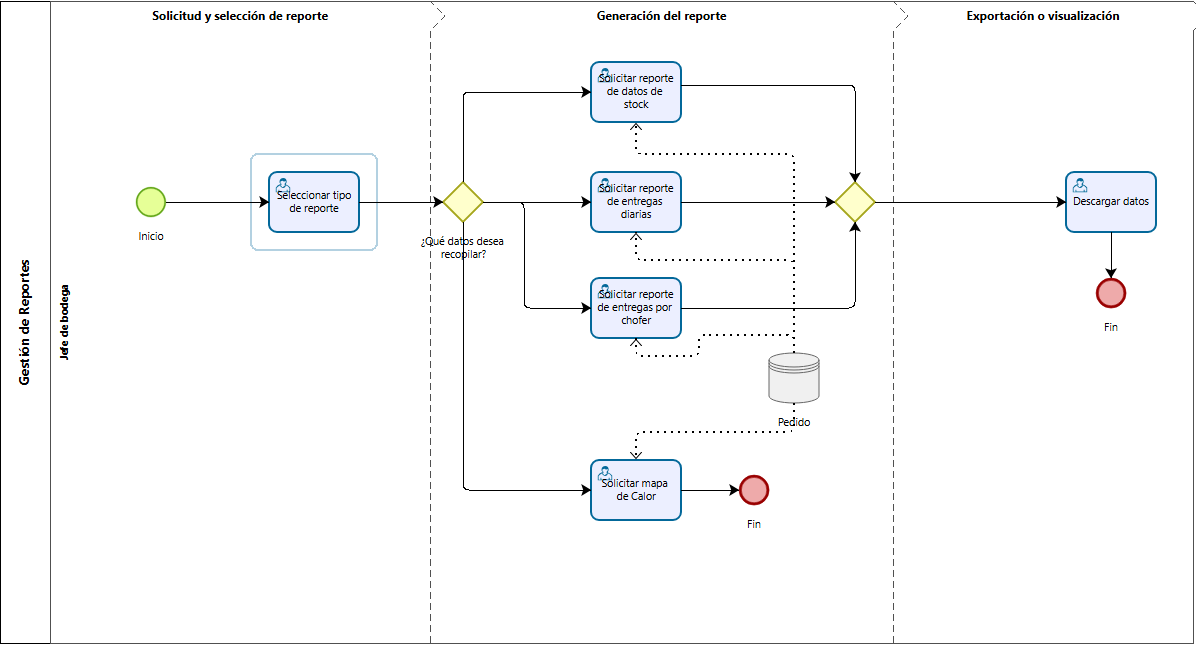 Solicitud y selección de reporte
Generación del reporte
Exportación o visualización
Gestión de Reportes
Jefe de bodega
Inicio
Seleccionar tipo
de reporte
¿Qué datos desea
recopilar?
Solicitar reporte
de datos de
stock
Solicitar reporte
de entregas
diarias
Solicitar reporte
de entregas por
chofer
Pedido
Solicitar mapa
de Calor
Fin
Descargar datos
Fin